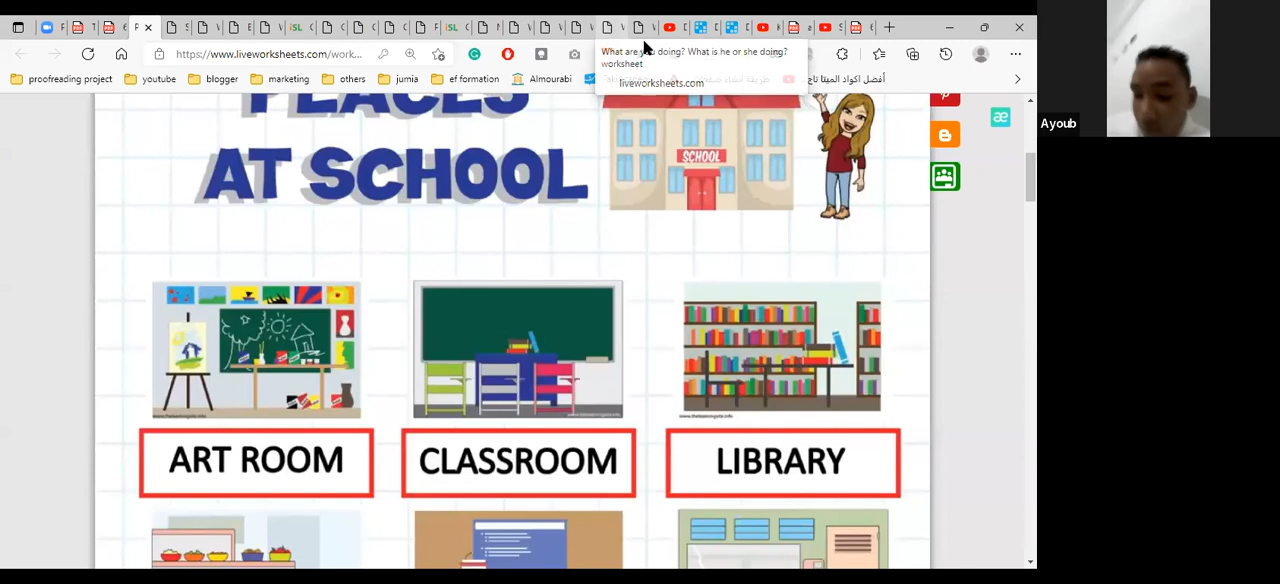 https://www.liveworksheets.com/work...
What are you doing? What is he or she doing?
worksheet
liveworksheets.com
proofreading project
youtube
blogger
marketing
others
jumia
ef formation
Almourabi
أفضل اكواد الميتا تاج
Ayoub
PLACES
AT SCHOOL
SCHOOL
ART ROOM
CLASSROOM
LIBRARY